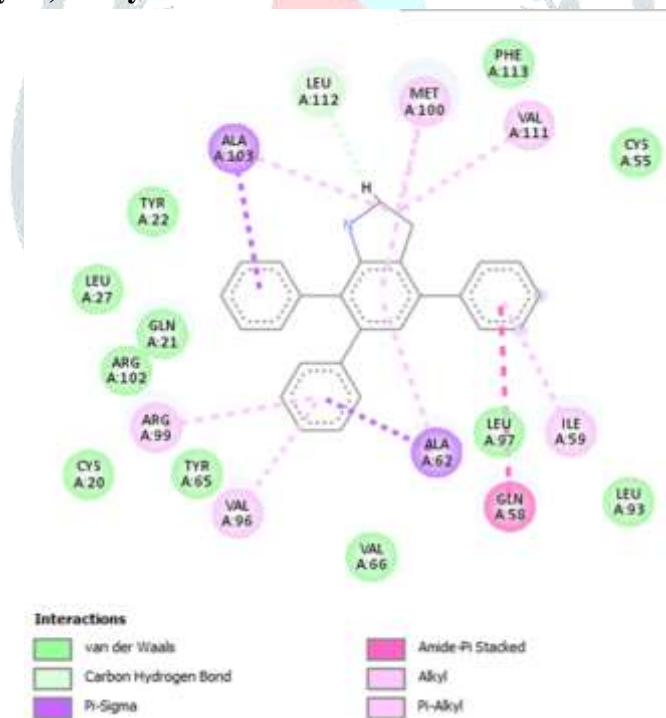 PHE
A:113
LEU
A:112
MET
A:100
VAL
A:111
ALA
A:103
CYS
A:55
H
TYR
A:22
N
LEU
A:27
GLN
A:21
ARG
A:102
ARG
A:99
LEU
A:97
ILE
A:59
ALA
A:62
CYS
A:20
TYR
A:65
VAL
A:96
GLN
A:58
LEU
A:93
VAL
A:66
Interactions
van der Waals
Carbon Hydrogen Bond
Pi-Sigma
Amide-Pi Stacked
Alkyl
Pi-Alkyl